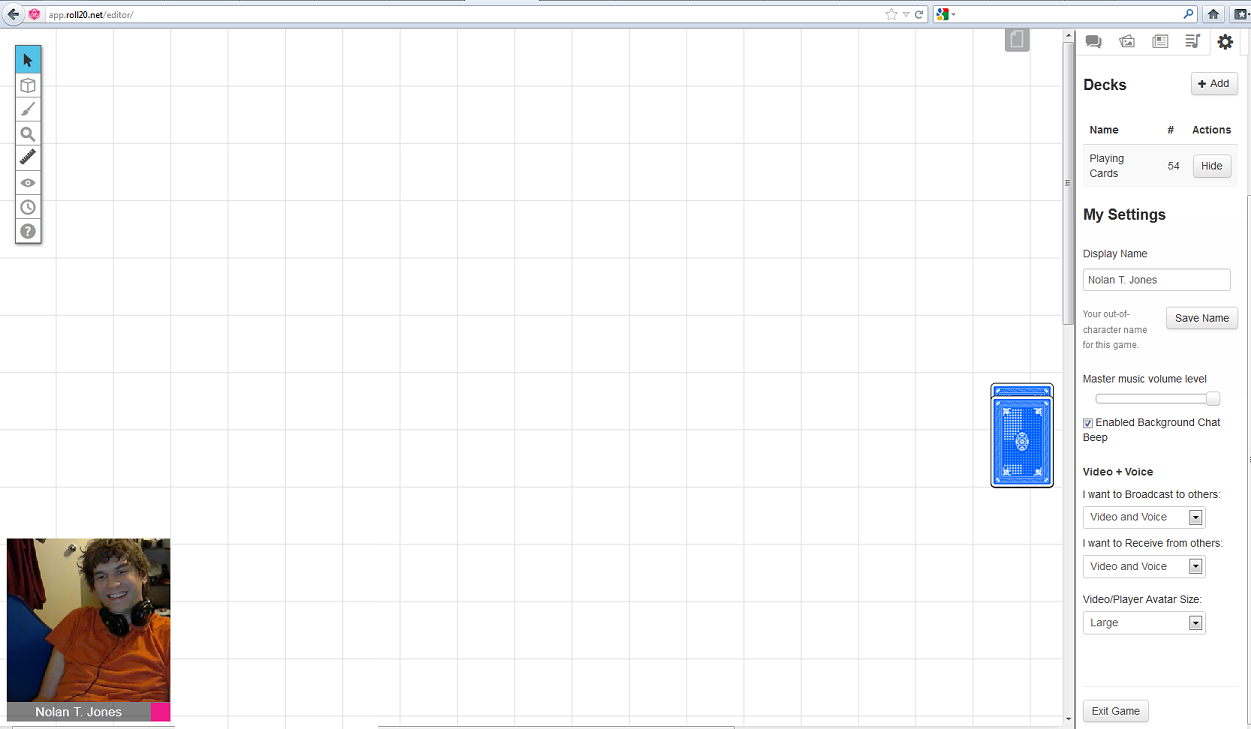 app.roll20.net/editor/
Decks
Add
Name # Actions
Playing
Cards
54
Hide
My Settings
Display Name
Nolan T. Jones
Your out-of-
character name
for this game.
Save Name
Master music volume level
Enabled Background Chat
Beep
Video + Voice
I want to Broadcast to others:
Video and Voice
I want to Receive from others:
Video and Voice
Video/Player Avatar Size:
Large
Exit Game
Nolan T. Jones